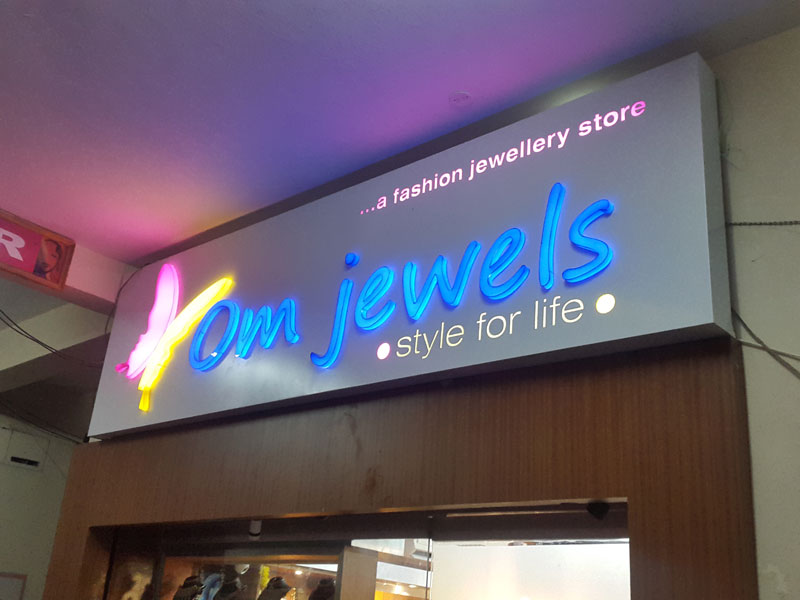 ...a fashion jewellery store
Om jewels
• style for life •
R